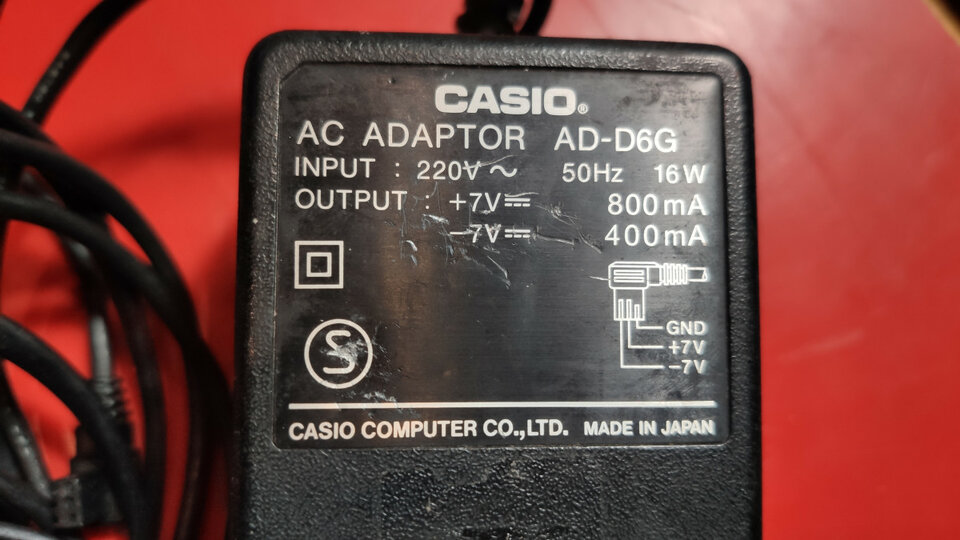 CASIO®
AC ADAPTOR AD-D6G
INPUT : 220V ~ 50Hz 16W
OUTPUT : +7V⎓ 800mA
−7V⎓ 400mA
GND
+7V
−7V
S
CASIO COMPUTER CO.,LTD. MADE IN JAPAN